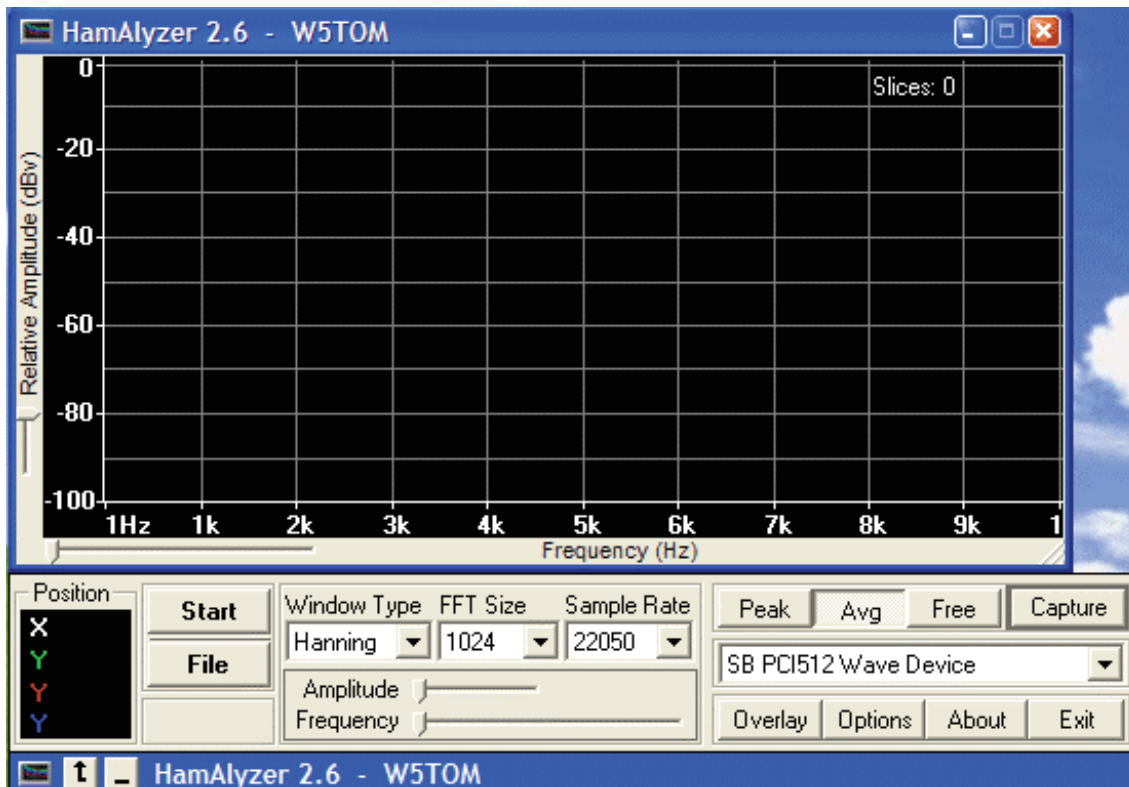 HamAlyzer 2.6 - W5TOM
Slices: 0
0
-20
-40
-60
-80
-100
Relative Amplitude (dBv)
1Hz 1k 2k 3k 4k 5k 6k 7k 8k 9k 1
Frequency (Hz)
Position
X
Y
Y
Y
Start
File
Window Type FFT Size Sample Rate
Hanning 1024 22050
Amplitude
Frequency
Peak Avg Free Capture
SB PCI512 Wave Device
Overlay Options About Exit
t HamAlyzer 2.6 - W5TOM